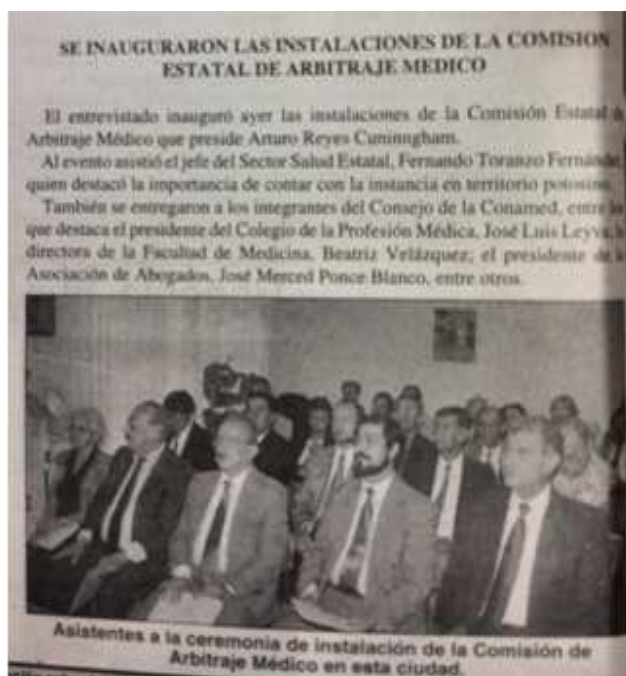 SE INAUGURARON LAS INSTALACIONES DE LA COMISION
ESTATAL DE ARBITRAJE MEDICO
El entrevistado inauguró ayer las instalaciones de la Comisión Estatal
Arbitraje Médico que preside Arturo Reyes Cuninngham.
Al evento asistió el jefe del Sector Salud Estatal, Fernando Toranzo
quien destacó la importancia de contar con la instancia en territorio potosino.
También se entregaron a los integrantes del Consejo de la Conamed, entre
que destaca el presidente del Colegio de la Profesión Médica, José Luis Leyva,
directora de la Facultad de Medicina, Beatriz Velázquez; el presidente de
Asociación de Abogados, José Merced Ponce Blanco, entre otros.
Asistentes a la ceremonia de instalación de la Comisión de
Arbitraje Médico en esta ciudad.